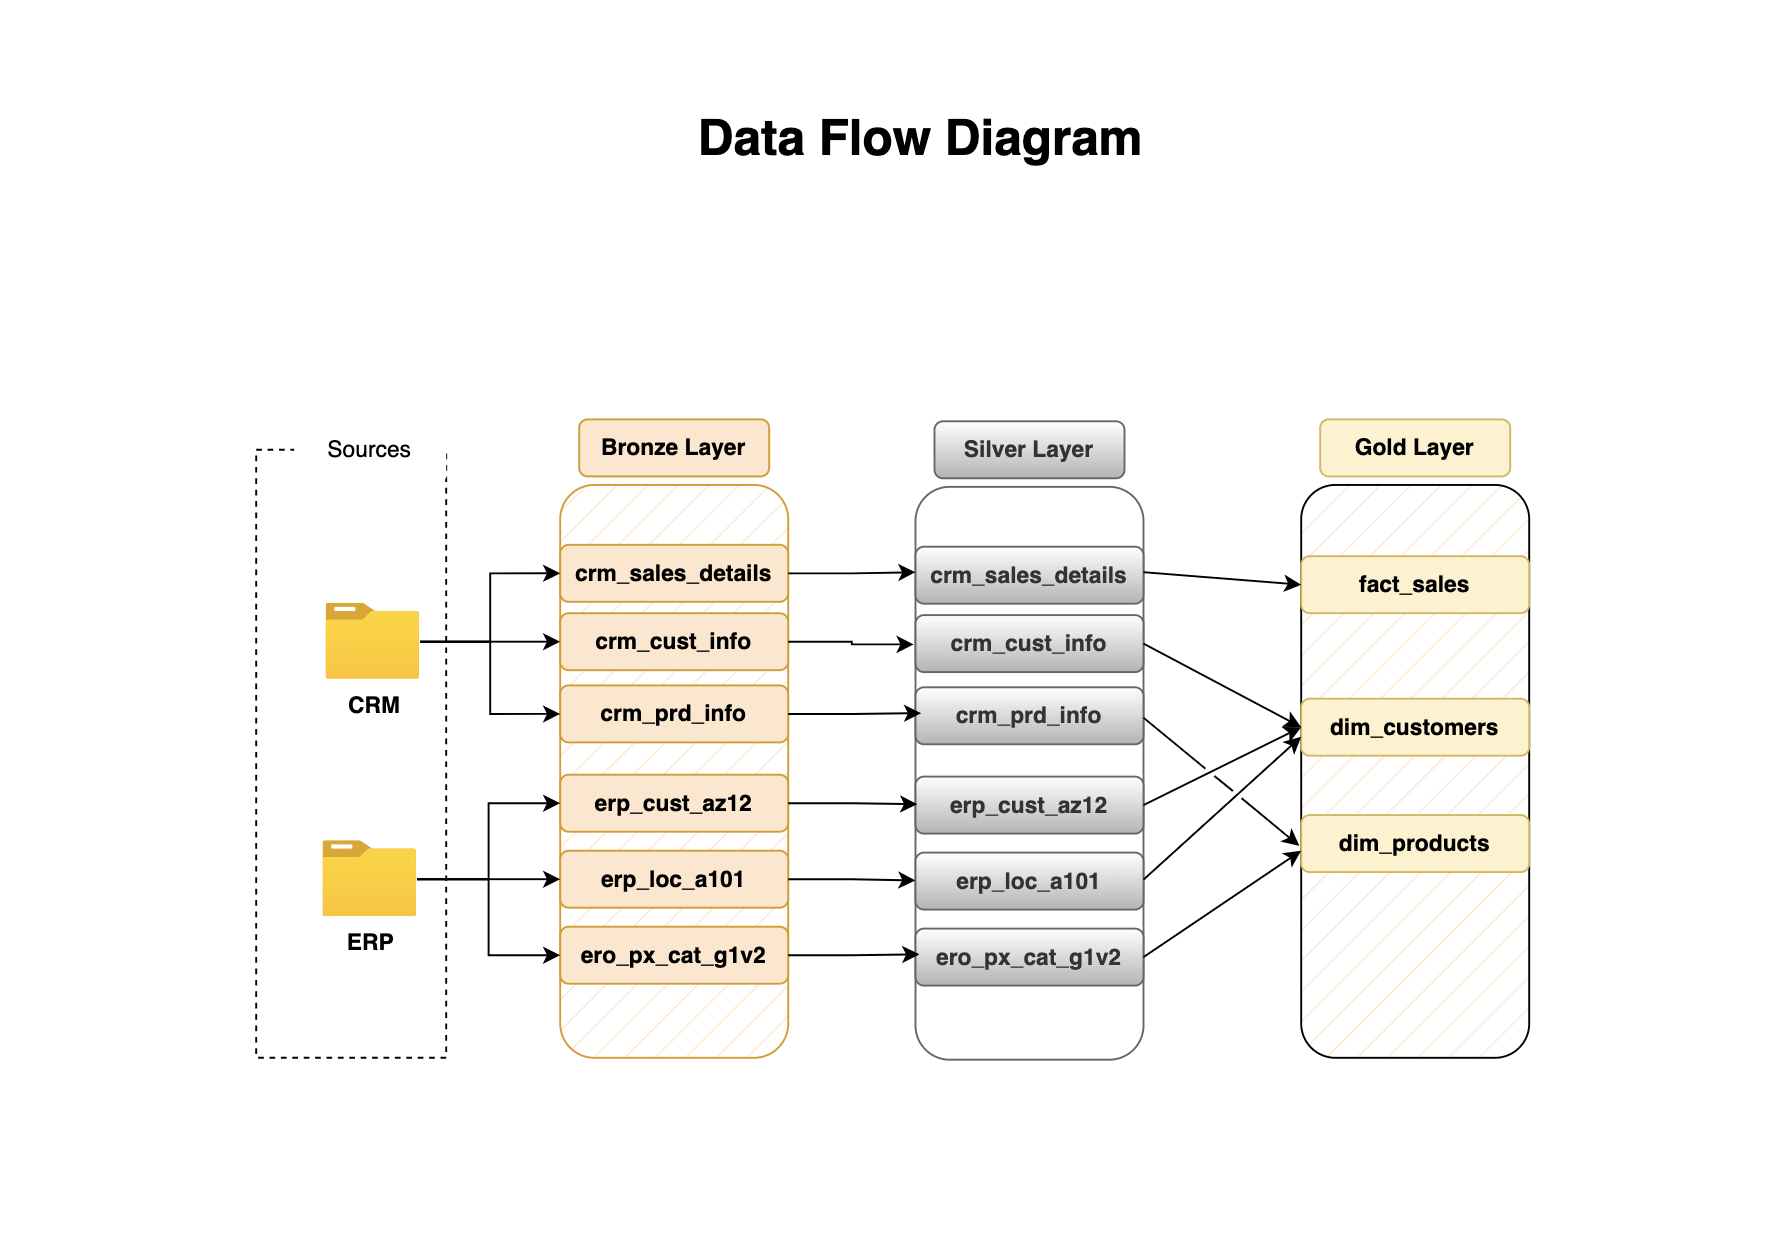 Data Flow Diagram
Sources
CRM
ERP
Bronze Layer
crm_sales_details
crm_cust_info
crm_prd_info
erp_cust_az12
erp_loc_a101
ero_px_cat_g1v2
Silver Layer
crm_sales_details
crm_cust_info
crm_prd_info
erp_cust_az12
erp_loc_a101
ero_px_cat_g1v2
Gold Layer
fact_sales
dim_customers
dim_products